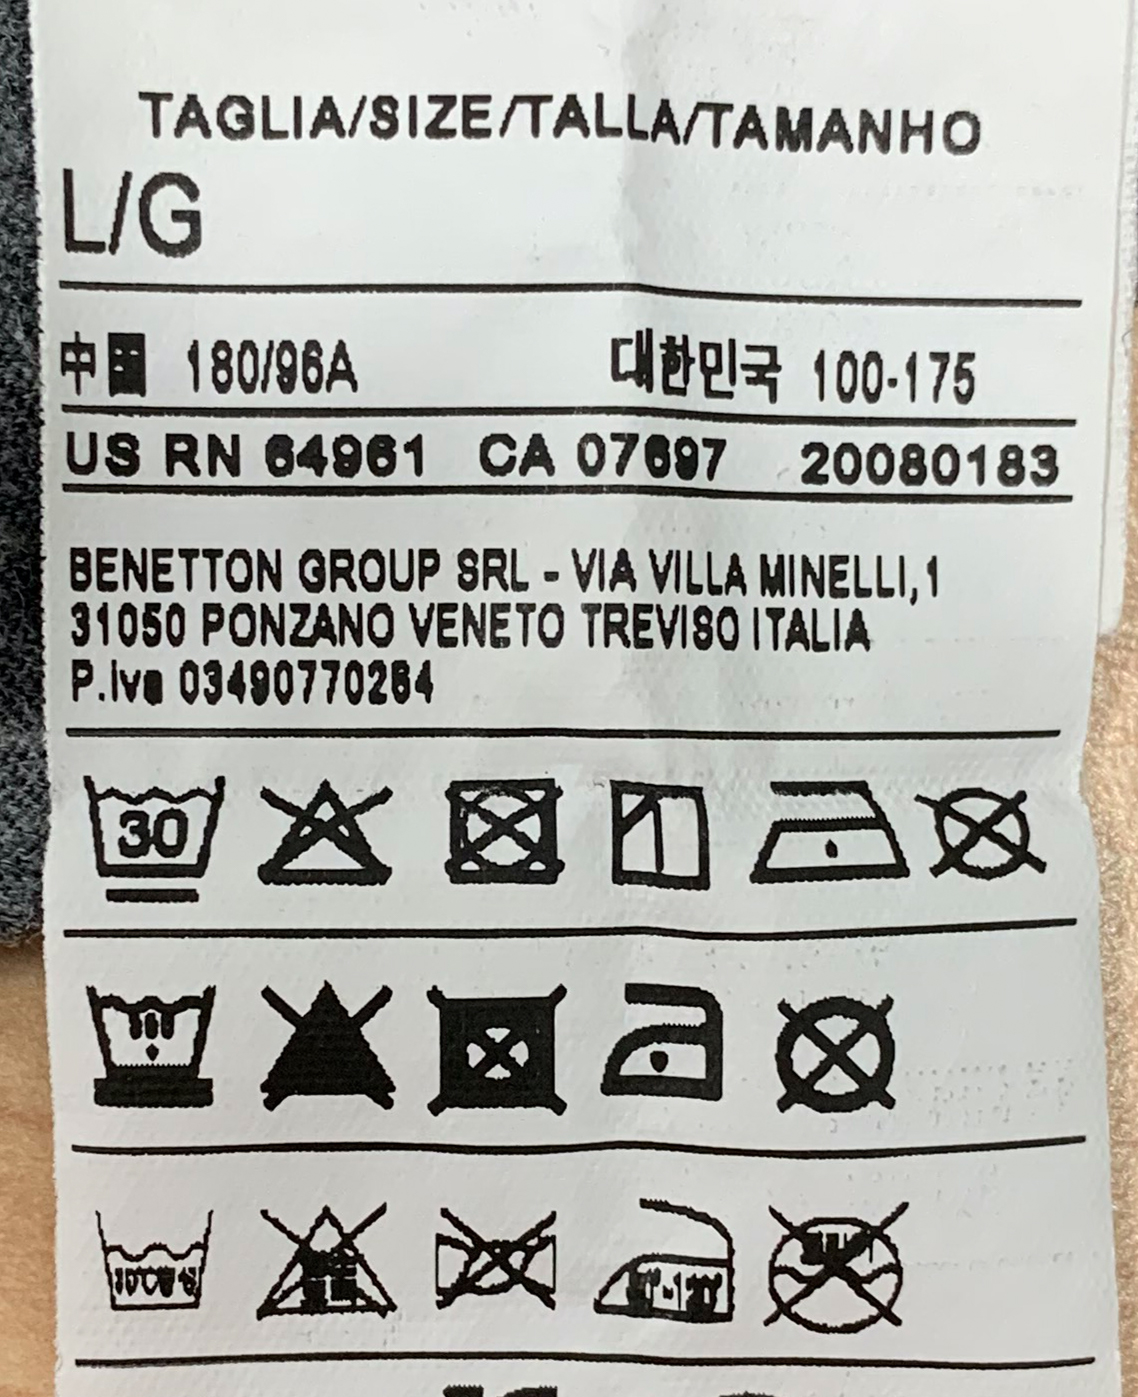 TAGLIA/SIZE/TALLA/TAMANHO
L/G
中国 180/96A 대한민국 100-175
US RN 64961 CA 07697 20080183
BENETTON GROUP SRL - VIA VILLA MINELLI,1
31050 PONZANO VENETO TREVISO ITALIA
P.Iva 03490770264
30